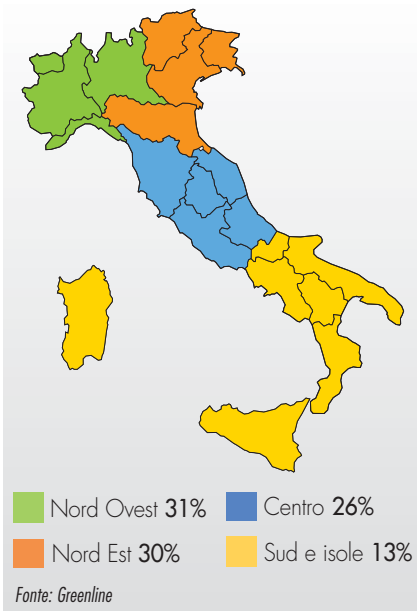 Nord Ovest 31%
Centro 26%
Nord Est 30%
Sud e isole 13%
Fonte: Greenline